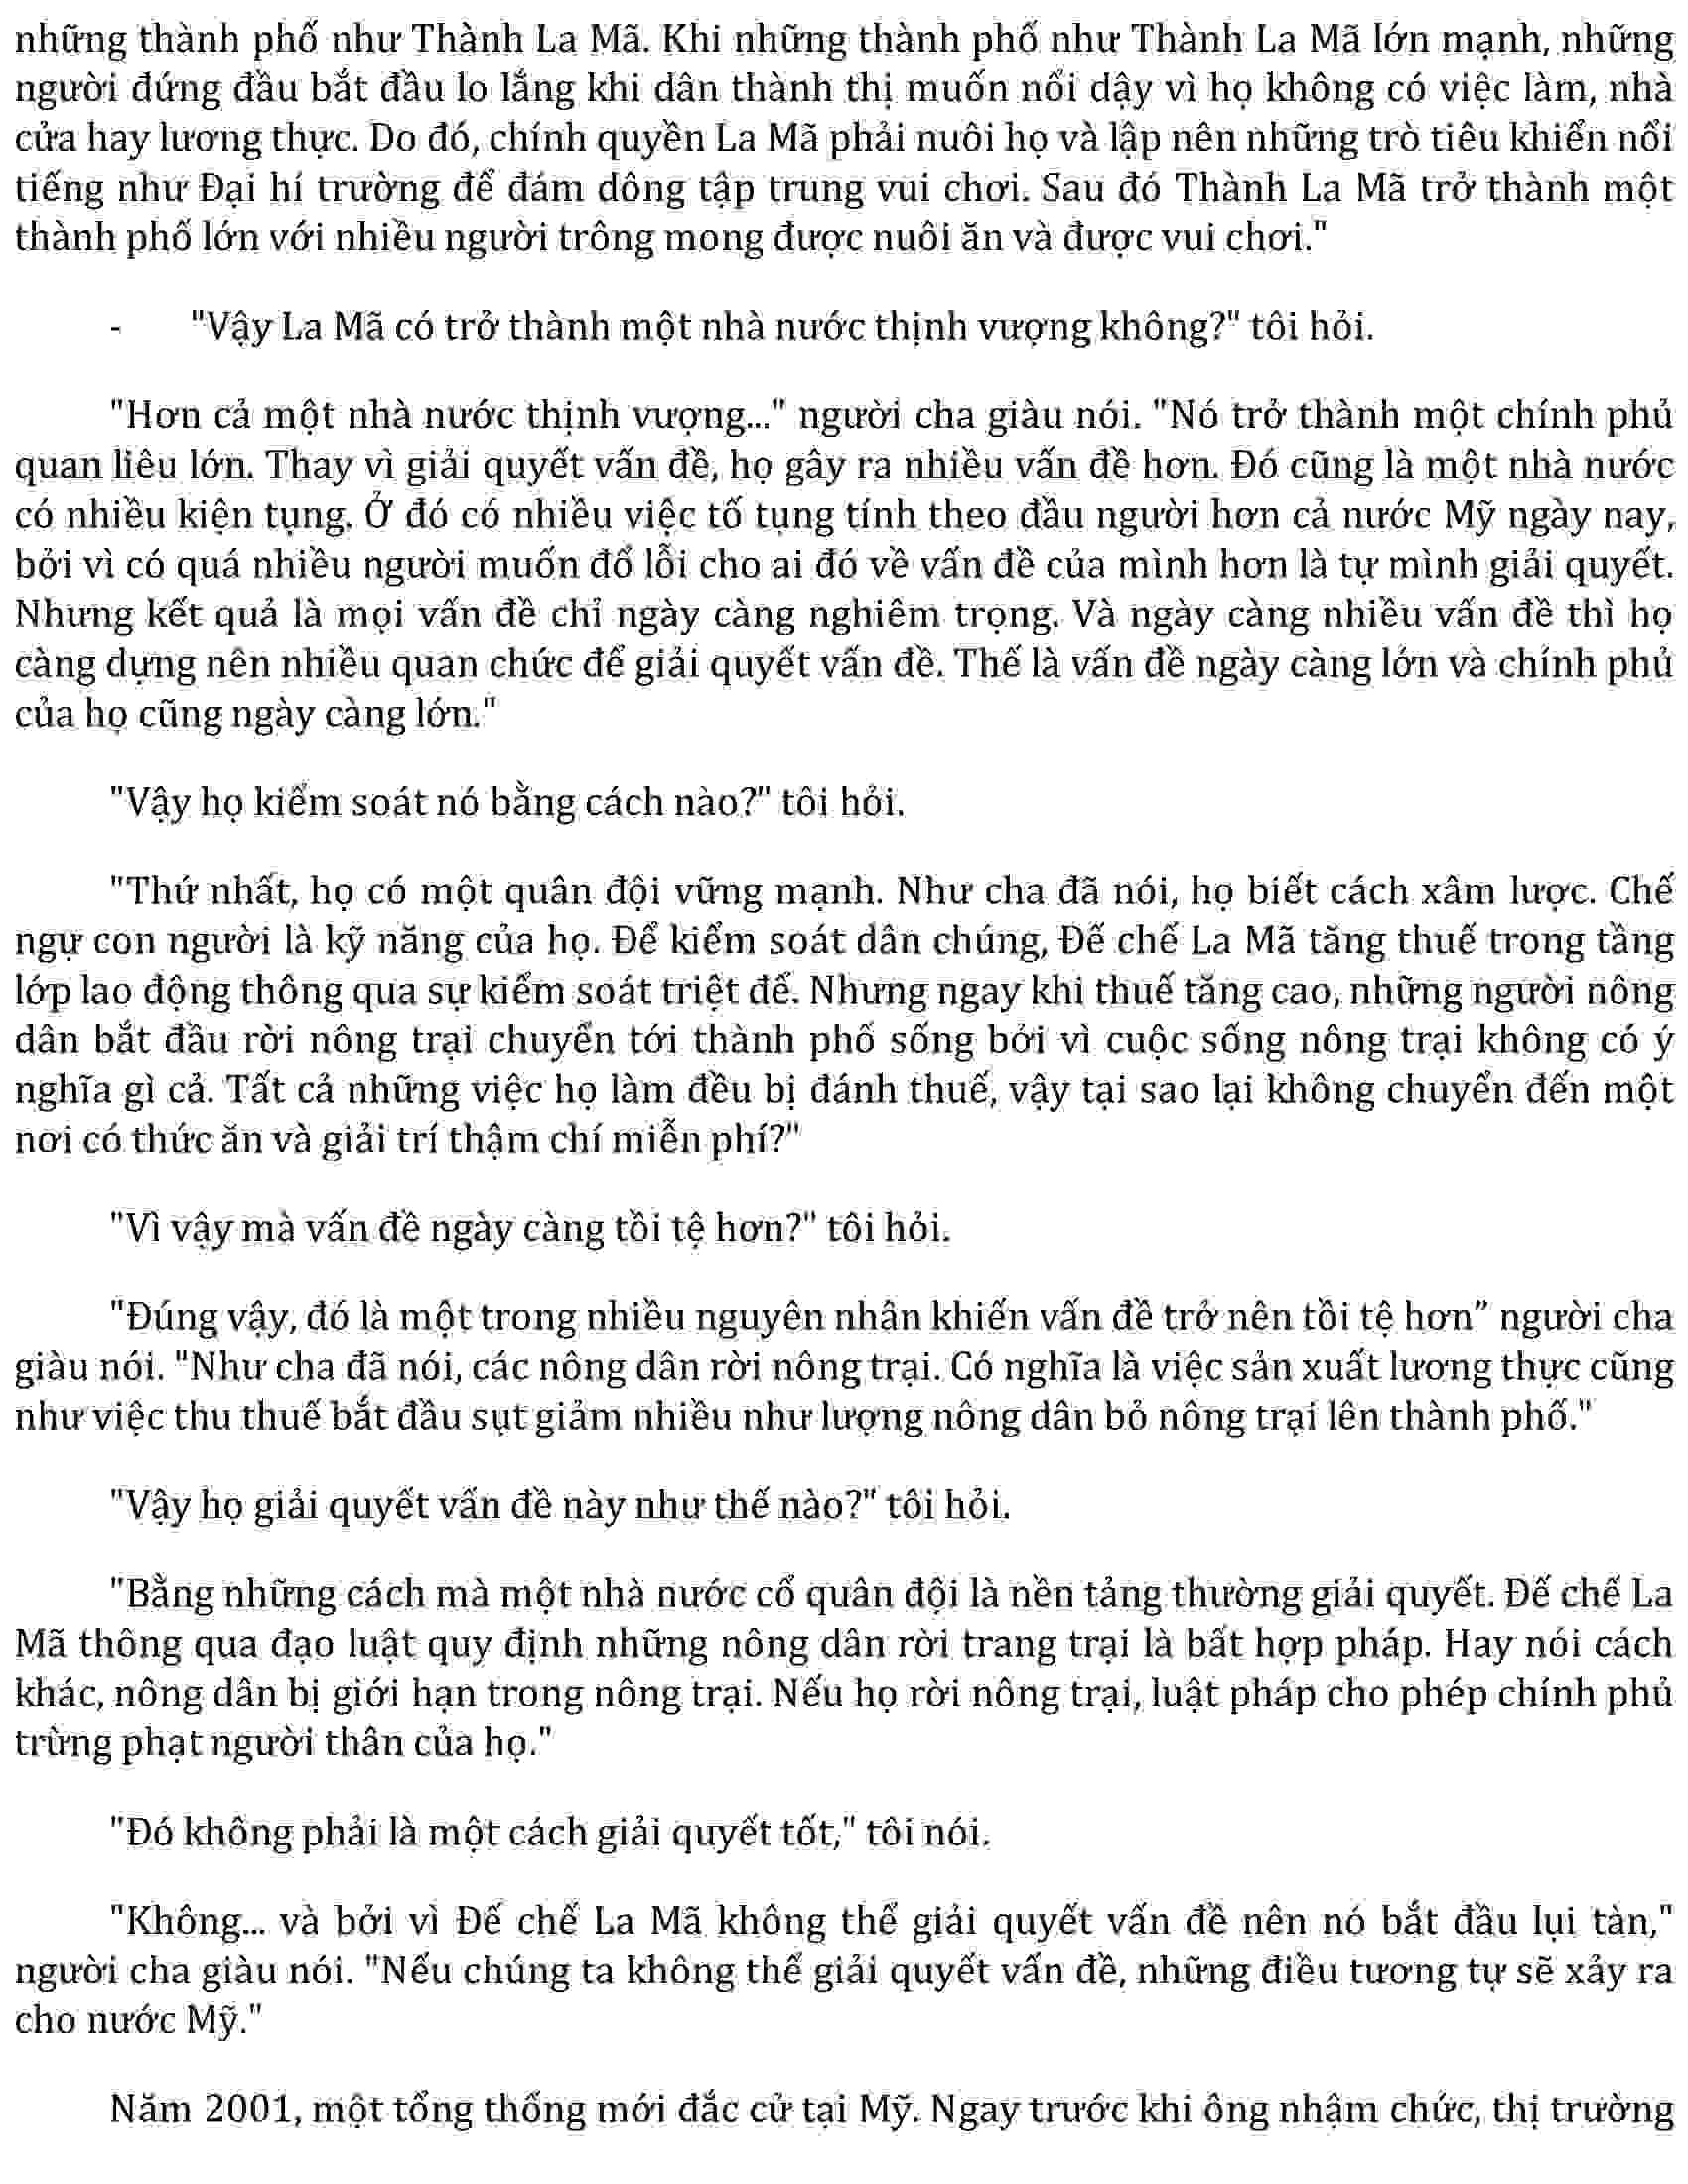 những thành phố như Thành La Mã. Khi những thành phố như Thành La Mã lớn mạnh, những
người đứng đầu bắt đầu lo lắng khi dân thành thị muốn nổi dậy vì họ không có việc làm, nhà
cửa hay lương thực. Do đó, chính quyền La Mã phải nuôi họ và lập nên những trò tiêu khiển nổi
tiếng như Đại hí trường để đám đông tập trung vui chơi. Sau đó Thành La Mã trở thành một
thành phố lớn với nhiều người trông mong được nuôi ăn và được vui chơi."
- "Vậy La Mã có trở thành một nhà nước thịnh vượng không?" tôi hỏi.
"Hơn cả một nhà nước thịnh vượng..." người cha giàu nói. "Nó trở thành một chính phủ
quan liêu lớn. Thay vì giải quyết vấn đề, họ gây ra nhiều vấn đề hơn. Đó cũng là một nhà nước
có nhiều kiện tụng. Ở đó có nhiều việc tố tụng tính theo đầu người hơn cả nước Mỹ ngày nay,
bởi vì có quá nhiều người muốn đổ lỗi cho ai đó về vấn đề của mình hơn là tự mình giải quyết.
Nhưng kết quả là mọi vấn đề chỉ ngày càng nghiêm trọng. Và ngày càng nhiều vấn đề thì họ
càng dựng nên nhiều quan chức để giải quyết vấn đề. Thế là vấn đề ngày càng lớn và chính phủ
của họ cũng ngày càng lớn."
"Vậy họ kiểm soát nó bằng cách nào?" tôi hỏi.
"Thứ nhất, họ có một quân đội vững mạnh. Như cha đã nói, họ biết cách xâm lược. Chế
ngự con người là kỹ năng của họ. Để kiểm soát dân chúng, Đế chế La Mã tăng thuế trong tầng
lớp lao động thông qua sự kiểm soát triệt để. Nhưng ngay khi thuế tăng cao, những người nông
dân bắt đầu rời nông trại chuyển tới thành phố sống bởi vì cuộc sống nông trại không có ý
nghĩa gì cả. Tất cả những việc họ làm đều bị đánh thuế, vậy tại sao lại không chuyển đến một
nơi có thức ăn và giải trí thậm chí miễn phí?"
"Vì vậy mà vấn đề ngày càng tồi tệ hơn?" tôi hỏi.
"Đúng vậy, đó là một trong nhiều nguyên nhân khiến vấn đề trở nên tồi tệ hơn” người cha
giàu nói. "Như cha đã nói, các nông dân rời nông trại. Có nghĩa là việc sản xuất lương thực cũng
như việc thu thuế bắt đầu sụt giảm nhiều như lượng nông dân bỏ nông trại lên thành phố."
"Vậy họ giải quyết vấn đề này như thế nào?" tôi hỏi.
"Bằng những cách mà một nhà nước cổ quân đội là nền tảng thường giải quyết. Đế chế La
Mã thông qua đạo luật quy định những nông dân rời trang trại là bất hợp pháp. Hay nói cách
khác, nông dân bị giới hạn trong nông trại. Nếu họ rời nông trại, luật pháp cho phép chính phủ
trừng phạt người thân của họ."
"Đó không phải là một cách giải quyết tốt," tôi nói.
"Không... và bởi vì Đế chế La Mã không thể giải quyết vấn đề nên nó bắt đầu lụi tàn,"
người cha giàu nói. "Nếu chúng ta không thể giải quyết vấn đề, những điều tương tự sẽ xảy ra
cho nước Mỹ."
Năm 2001, một tổng thống mới đắc cử tại Mỹ. Ngay trước khi ông nhậm chức, thị trường